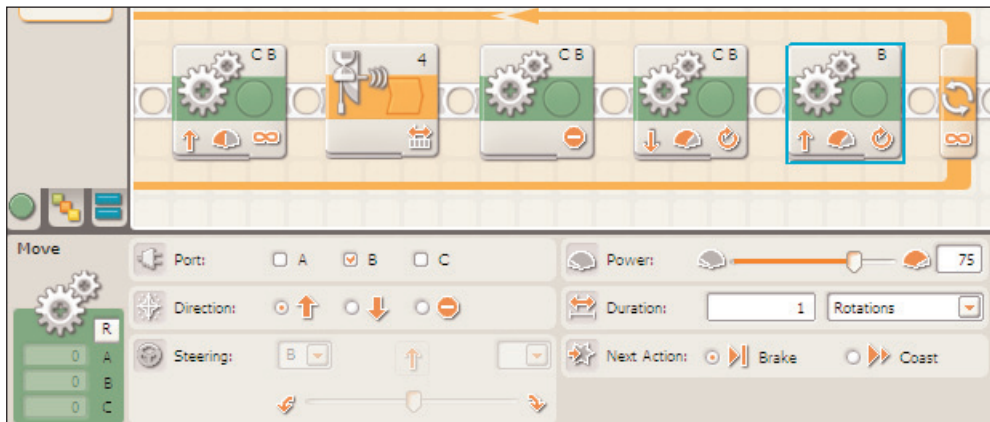 C B
4
C B
C B
B
Move
Port: A B C
Power: 75
R
Direction:
Duration: 1 Rotations
0 A
Steering: B
Next Action: Brake Coast
0 B
0 C